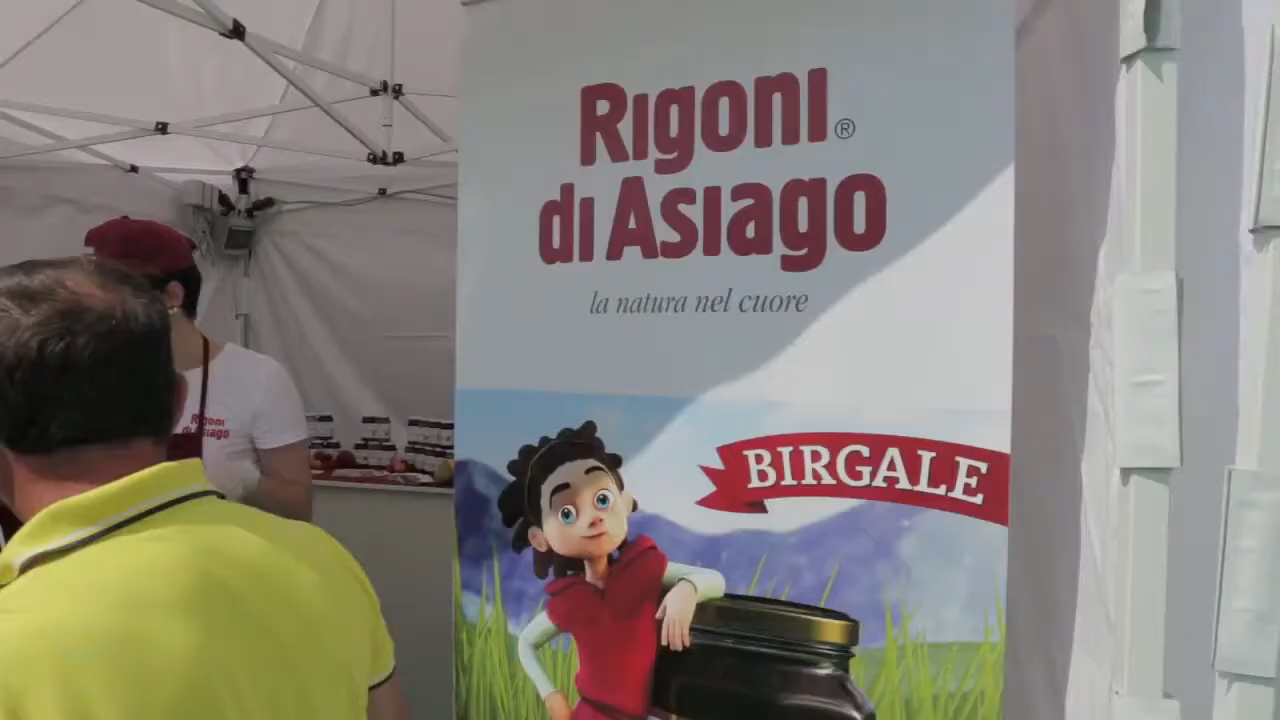 Rigoni®
di Asiago
la natura nel cuore
BIRGALE
Rigoni
di Asiago